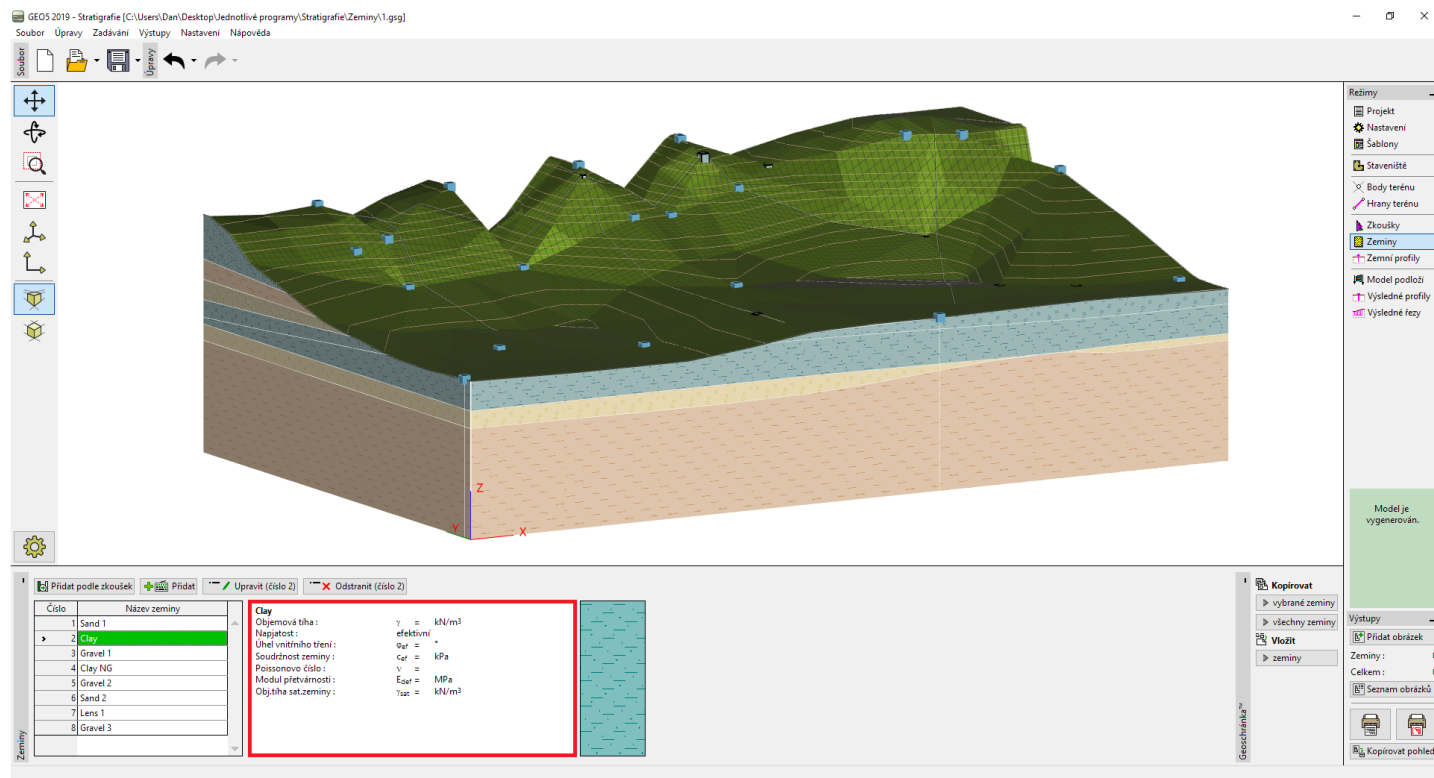 GEO5 2019 - Stratigrafie [C:\Users\Dan\Desktop\Jednotlivé programy\Stratigrafie\Zeminy\1.gsg]
Soubor Úpravy Zadávání Výstupy Nastavení Nápověda
Soubor
Úpravy
Režimy
Projekt
Nastavení
Šablony
Staveniště
Body terénu
Hrany terénu
Zkoušky
Zeminy
Zemní profily
Model podloží
Výsledné profily
Výsledné řezy
Z
Y
X
Model je
vygenerován.
Přidat podle zkoušek Přidat Upravit (číslo 2) Odstranit (číslo 2)
Číslo Název zeminy
1 Sand 1
2 Clay
3 Gravel 1
4 Clay NG
5 Gravel 2
6 Sand 2
7 Lens 1
8 Gravel 3
Zeminy
Clay
Objemová tíha : γ = kN/m³
Napjatost : efektivní
Úhel vnitřního tření : φef = °
Soudržnost zeminy : cef = kPa
Poissonovo číslo : ν =
Modul přetvárnosti : Edef = MPa
Obj.tíha sat.zeminy : γsat = kN/m³
Geoschránka™
Kopírovat
vybrané zeminy
všechny zeminy
Vložit
zeminy
Výstupy
Přidat obrázek
Zeminy :
Celkem :
Seznam obrázků
Kopírovat pohled